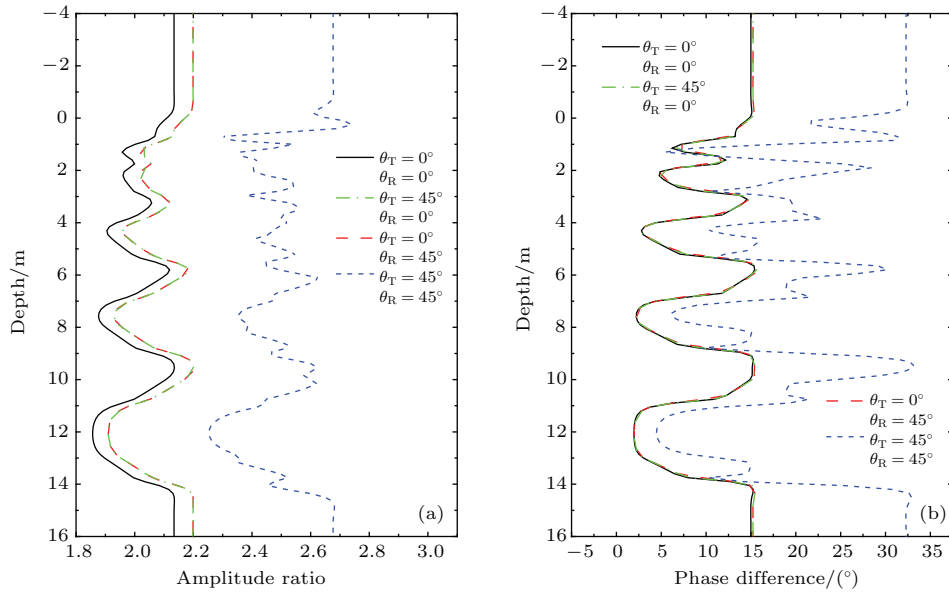 −4
−2
0
2
4
6
8
10
12
14
16
Depth/m
θT = 0°
θR = 0°
θT = 45°
θR = 0°
θT = 0°
θR = 45°
θT = 45°
θR = 45°
(a)
1.8 2.0 2.2 2.4 2.6 2.8 3.0
Amplitude ratio
−4
−2
0
2
4
6
8
10
12
14
16
Depth/m
θT = 0°
θR = 0°
θT = 45°
θR = 0°
θT = 0°
θR = 45°
θT = 45°
θR = 45°
(b)
−5 0 5 10 15 20 25 30 35
Phase difference/(°)